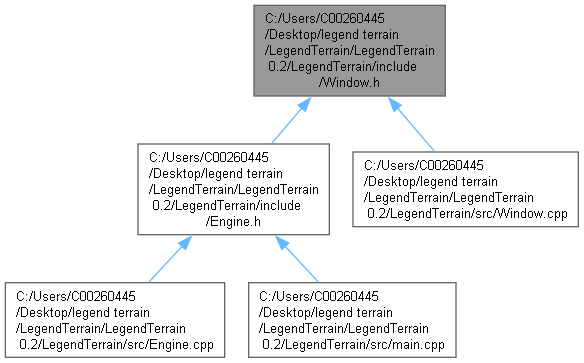 C:/Users/C00260445
/Desktop/legend terrain
/LegendTerrain/LegendTerrain
0.2/LegendTerrain/include
/Window.h
C:/Users/C00260445
/Desktop/legend terrain
/LegendTerrain/LegendTerrain
0.2/LegendTerrain/include
/Engine.h
C:/Users/C00260445
/Desktop/legend terrain
/LegendTerrain/LegendTerrain
0.2/LegendTerrain/src/Window.cpp
C:/Users/C00260445
/Desktop/legend terrain
/LegendTerrain/LegendTerrain
0.2/LegendTerrain/src/Engine.cpp
C:/Users/C00260445
/Desktop/legend terrain
/LegendTerrain/LegendTerrain
0.2/LegendTerrain/src/main.cpp